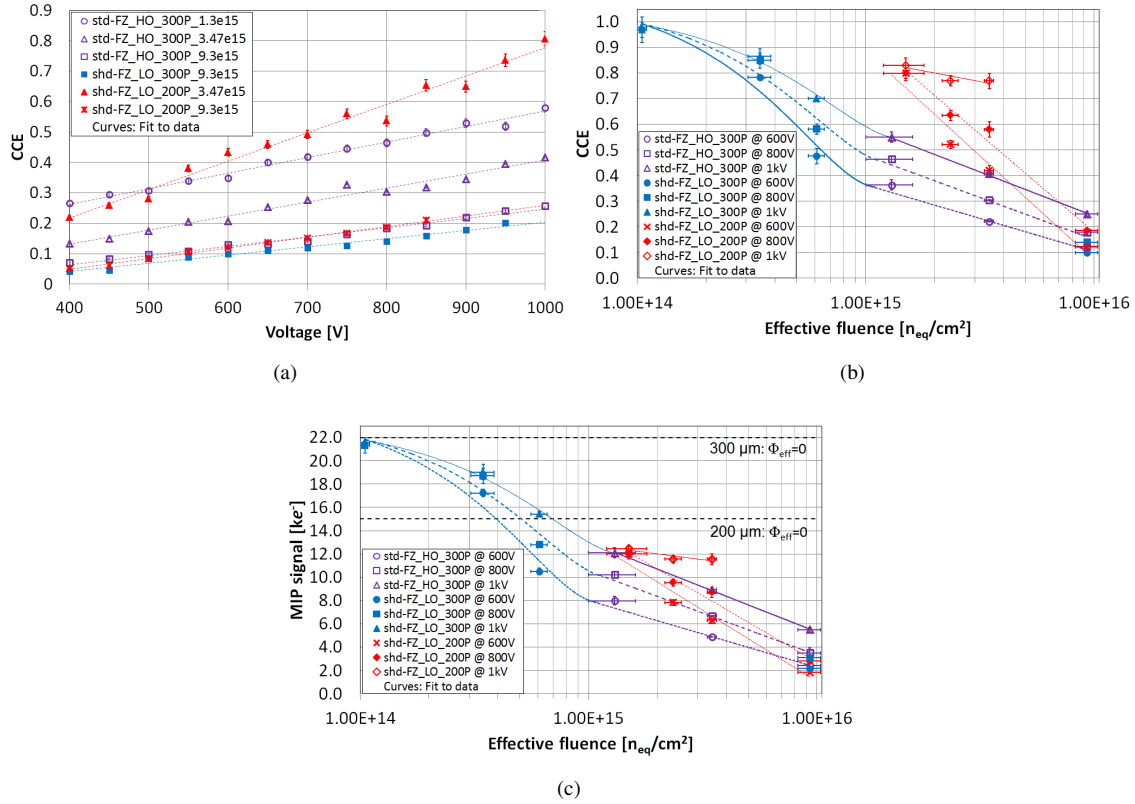 0.9
0.8
0.7
0.6
0.5
0.4
0.3
0.2
0.1
0
CCE
std-FZ_HO_300P_1.3e15
std-FZ_HO_300P_3.47e15
std-FZ_HO_300P_9.3e15
shd-FZ_LO_300P_9.3e15
shd-FZ_LO_200P_3.47e15
shd-FZ_LO_200P_9.3e15
Curves: Fit to data
400 450 500 550 600 650 700 750 800 850 900 950 1000
Voltage [V]
(a)
1.0
0.9
0.8
0.7
0.6
0.5
0.4
0.3
0.2
0.1
0.0
CCE
std-FZ_HO_300P @ 600V
std-FZ_HO_300P @ 800V
std-FZ_HO_300P @ 1kV
shd-FZ_LO_300P @ 600V
shd-FZ_LO_300P @ 800V
shd-FZ_LO_300P @ 1kV
shd-FZ_LO_200P @ 600V
shd-FZ_LO_200P @ 800V
shd-FZ_LO_200P @ 1kV
Curves: Fit to data
1.00E+14 1.00E+15 1.00E+16
Effective fluence [neq/cm2]
(b)
22.0
20.0
18.0
16.0
14.0
12.0
10.0
8.0
6.0
4.0
2.0
0.0
MIP signal [ke-]
300 µm: Φeff=0
200 µm: Φeff=0
std-FZ_HO_300P @ 600V
std-FZ_HO_300P @ 800V
std-FZ_HO_300P @ 1kV
shd-FZ_LO_300P @ 600V
shd-FZ_LO_300P @ 800V
shd-FZ_LO_300P @ 1kV
shd-FZ_LO_200P @ 600V
shd-FZ_LO_200P @ 800V
shd-FZ_LO_200P @ 1kV
Curves: Fit to data
1.00E+14 1.00E+15 1.00E+16
Effective fluence [neq/cm2]
(c)